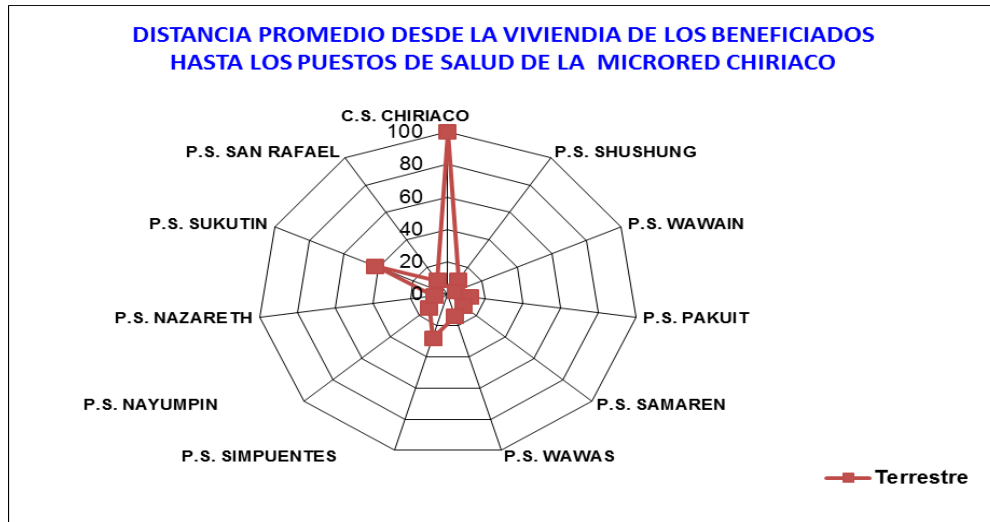 DISTANCIA PROMEDIO DESDE LA VIVIENDIA DE LOS BENEFICIADOS
HASTA LOS PUESTOS DE SALUD DE LA MICRORED CHIRIACO
C.S. CHIRIACO
P.S. SHUSHUNG
P.S. WAWAIN
P.S. PAKUIT
P.S. SAMAREN
P.S. WAWAS
P.S. SIMPUENTES
P.S. NAYUMPIN
P.S. NAZARETH
P.S. SUKUTIN
P.S. SAN RAFAEL
100
80
60
40
20
0
Terrestre